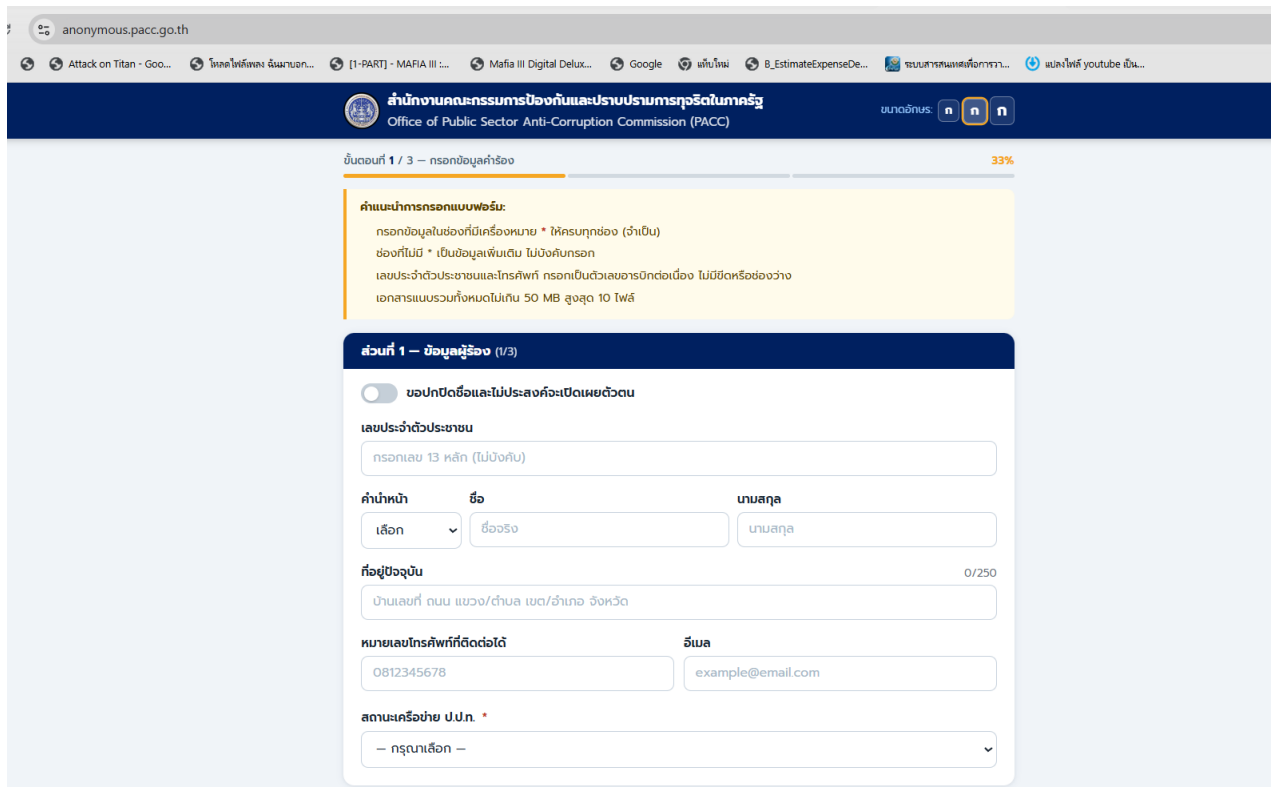 anonymous.pacc.go.th
Attack on Titan - Goo... โหลดไฟล์เพลง ฉันมาบอก... [1-PART] - MAFIA III :... Mafia III Digital Delux... Google แท็บใหม่ B_EstimateExpenseDe... ระบบสารสนเทศเพื่อการวา... แปลงไฟล์ youtube เป็น...
สำนักงานคณะกรรมการป้องกันและปราบปรามการทุจริตในภาครัฐ
Office of Public Sector Anti-Corruption Commission (PACC)
ขนาดอักษร: ก ก ก
ขั้นตอนที่ 1 / 3 — กรอกข้อมูลคำร้อง 33%
คำแนะนำการกรอกแบบฟอร์ม:
กรอกข้อมูลในช่องที่มีเครื่องหมาย * ให้ครบทุกช่อง (จำเป็น)
ช่องที่ไม่มี * เป็นข้อมูลเพิ่มเติม ไม่บังคับกรอก
เลขประจำตัวประชาชนและโทรศัพท์ กรอกเป็นตัวเลขอารบิกต่อเนื่อง ไม่มีขีดหรือช่องว่าง
เอกสารแนบรวมทั้งหมดไม่เกิน 50 MB สูงสุด 10 ไฟล์
ส่วนที่ 1 — ข้อมูลผู้ร้อง (1/3)
ขอปกปิดชื่อและไม่ประสงค์จะเปิดเผยตัวตน
เลขประจำตัวประชาชน
กรอกเลข 13 หลัก (ไม่บังคับ)
คำนำหน้า ชื่อ นามสกุล
เลือก ชื่อจริง นามสกุล
ที่อยู่ปัจจุบัน 0/250
บ้านเลขที่ ถนน แขวง/ตำบล เขต/อำเภอ จังหวัด
หมายเลขโทรศัพท์ที่ติดต่อได้ อีเมล
0812345678 example@email.com
สถานะเครือข่าย ป.ป.ท. *
— กรุณาเลือก —